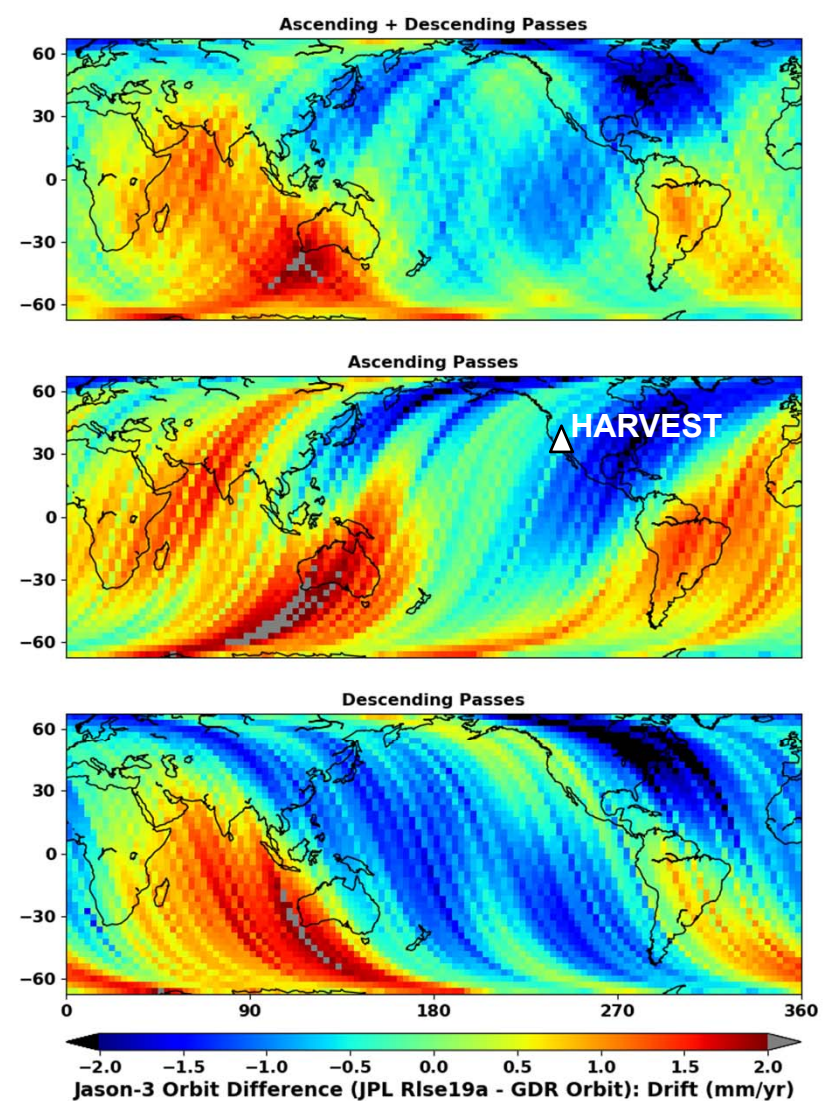 Ascending + Descending Passes
60
30
0
−30
−60
Ascending Passes
HARVEST
60
30
0
−30
−60
Descending Passes
60
30
0
−30
−60
0 90 180 270 360
−2.0 −1.5 −1.0 −0.5 0.0 0.5 1.0 1.5 2.0
Jason-3 Orbit Difference (JPL Rlse19a - GDR Orbit): Drift (mm/yr)